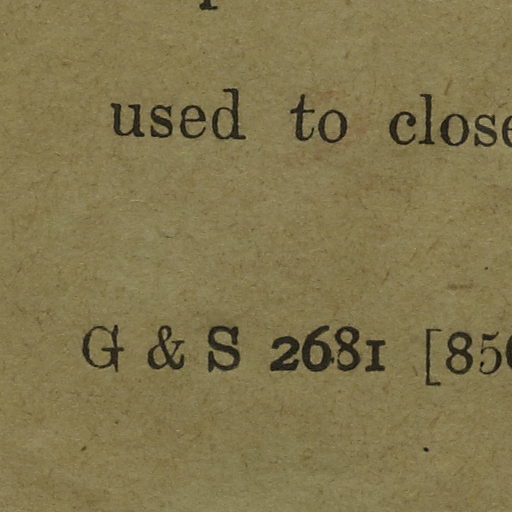 used to close
G & S 2681 [85